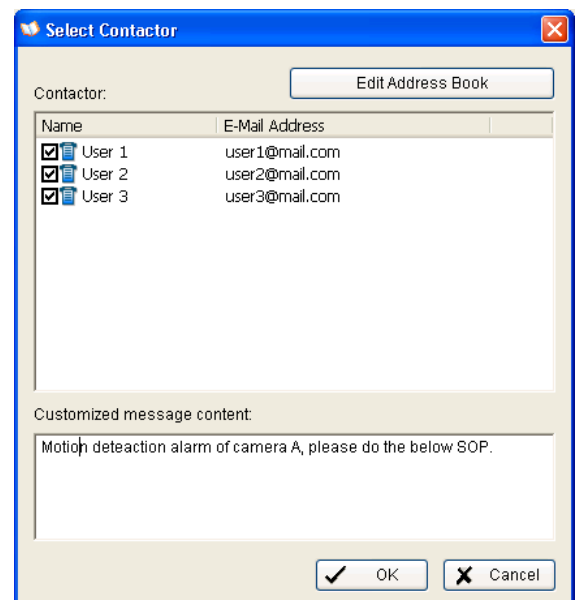 Select Contactor
Edit Address Book
Contactor:
Name E-Mail Address
User 1 user1@mail.com
User 2 user2@mail.com
User 3 user3@mail.com
Customized message content:
Motion deteaction alarm of camera A, please do the below SOP.
OK Cancel